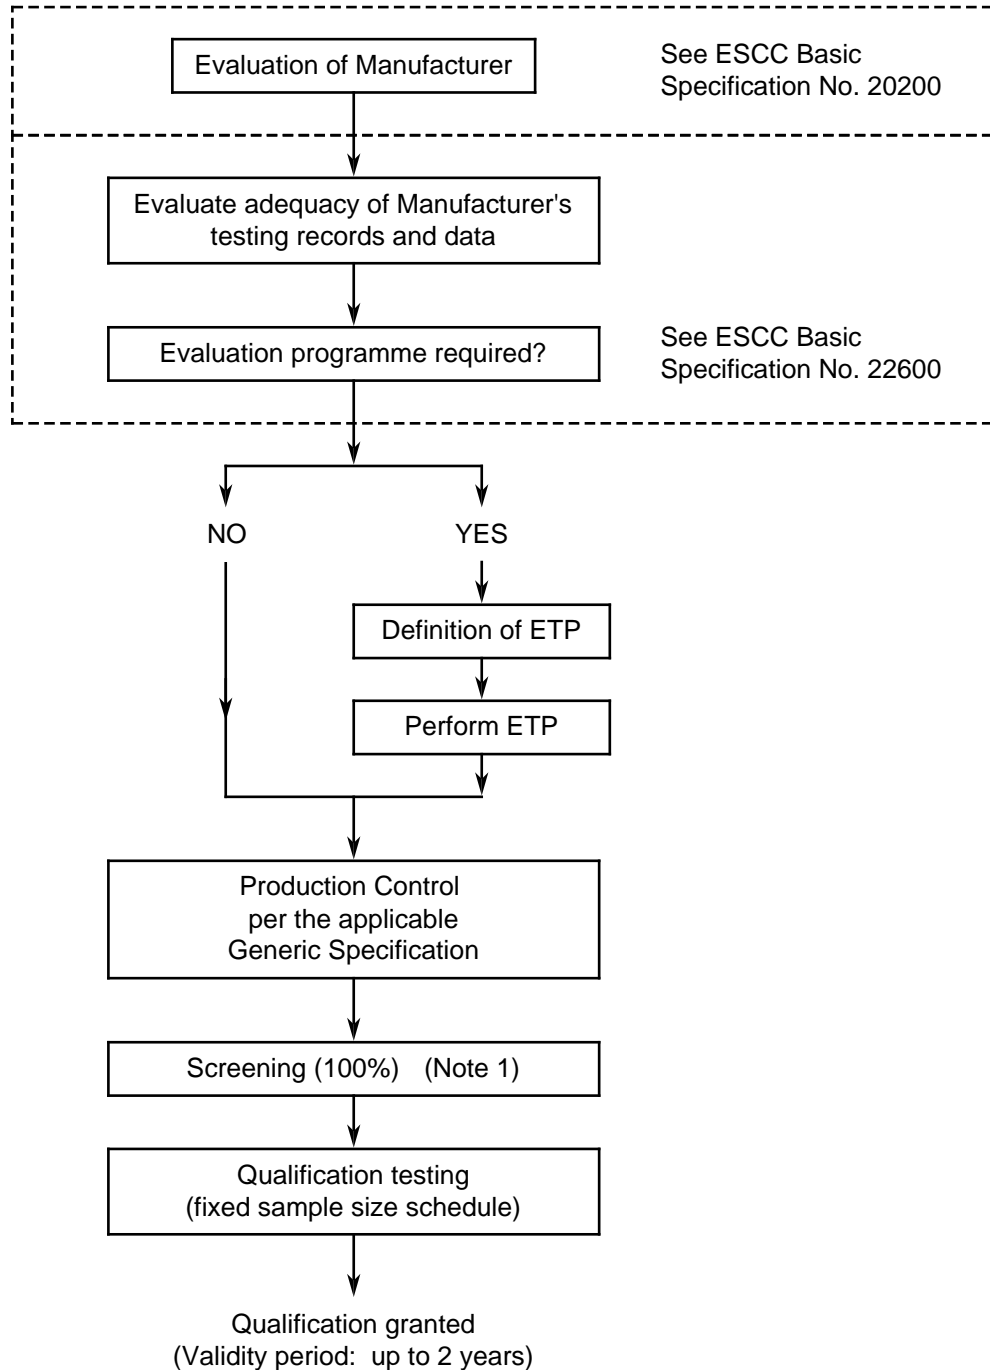 Evaluation of Manufacturer
See ESCC Basic
Specification No. 20200
Evaluate adequacy of Manufacturer's
testing records and data
Evaluation programme required?
See ESCC Basic
Specification No. 22600
NO
YES
Definition of ETP
Perform ETP
Production Control
per the applicable
Generic Specification
Screening (100%) (Note 1)
Qualification testing
(fixed sample size schedule)
Qualification granted
(Validity period: up to 2 years)